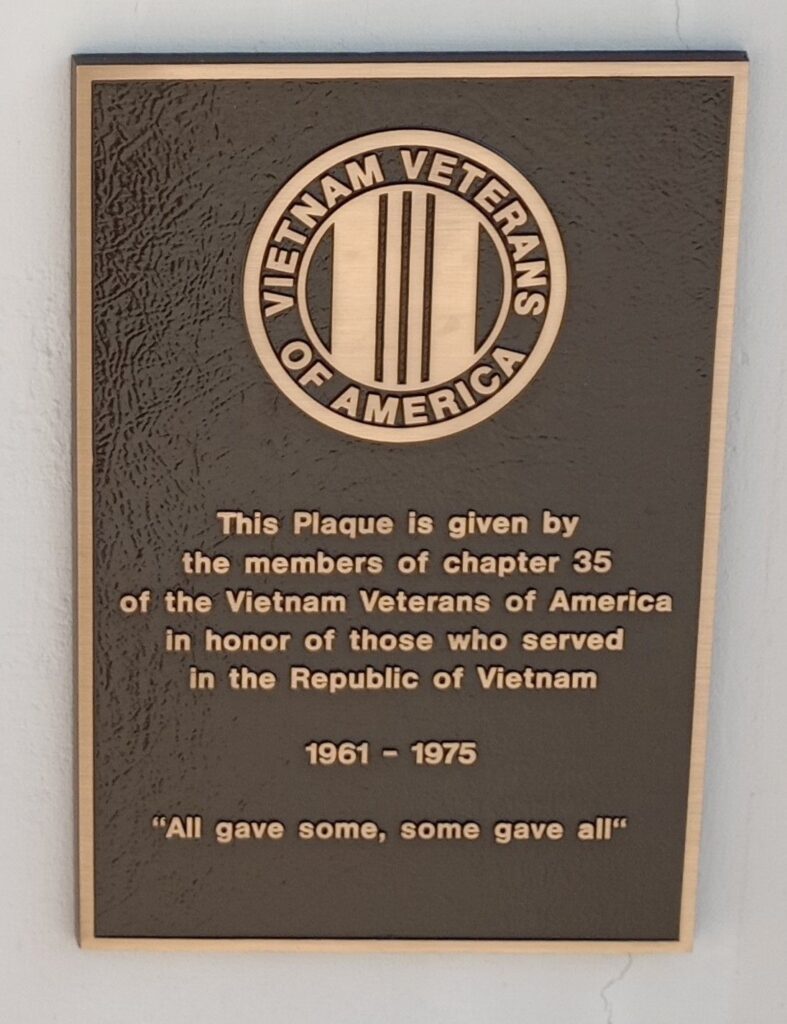 VIETNAM VETERANS
OF AMERICA
This Plaque is given by
the members of chapter 35
of the Vietnam Veterans of America
in honor of those who served
in the Republic of Vietnam
1961 - 1975
“All gave some, some gave all“